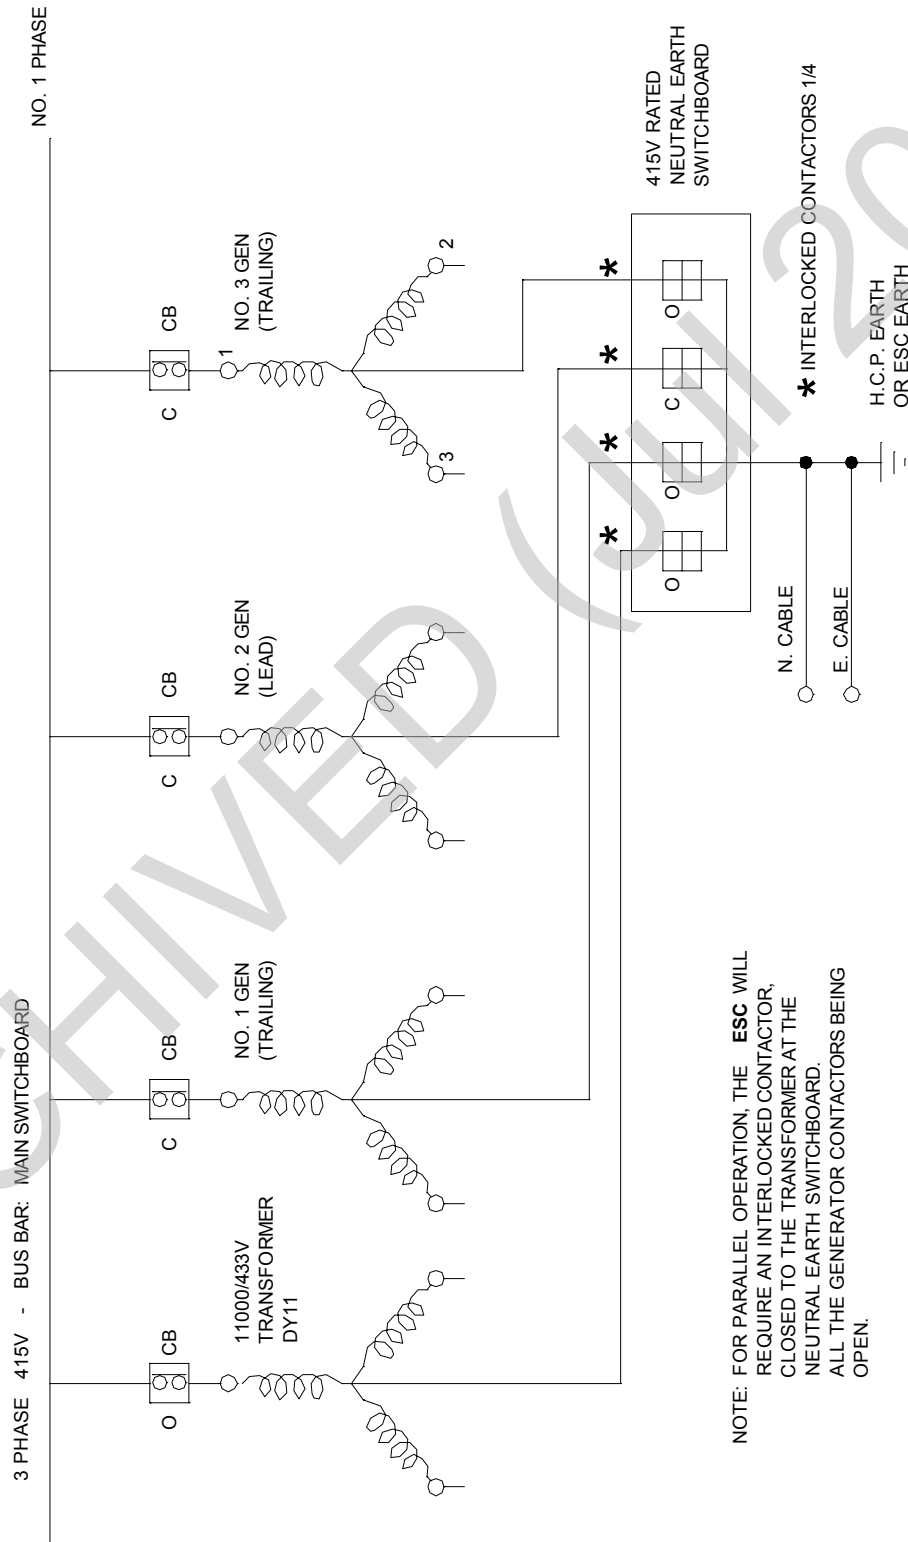 3 PHASE 415V - BUS BAR: MAIN SWITCHBOARD
NO. 1 PHASE
O
CB
C
CB
C
CB
C
CB
11000/433V
TRANSFORMER
DY11
NO. 1 GEN
(TRAILING)
NO. 2 GEN
(LEAD)
1
NO. 3 GEN
(TRAILING)
3
2
* * * *
O
O
C
O
415V RATED
NEUTRAL EARTH
SWITCHBOARD
NOTE: FOR PARALLEL OPERATION, THE ESC WILL
REQUIRE AN INTERLOCKED CONTACTOR,
CLOSED TO THE TRANSFORMER AT THE
NEUTRAL EARTH SWITCHBOARD.
ALL THE GENERATOR CONTACTORS BEING
OPEN.
N. CABLE
E. CABLE
* INTERLOCKED CONTACTORS 1/4
H.C.P. EARTH
OR ESC EARTH
CHIVED (Jul 20